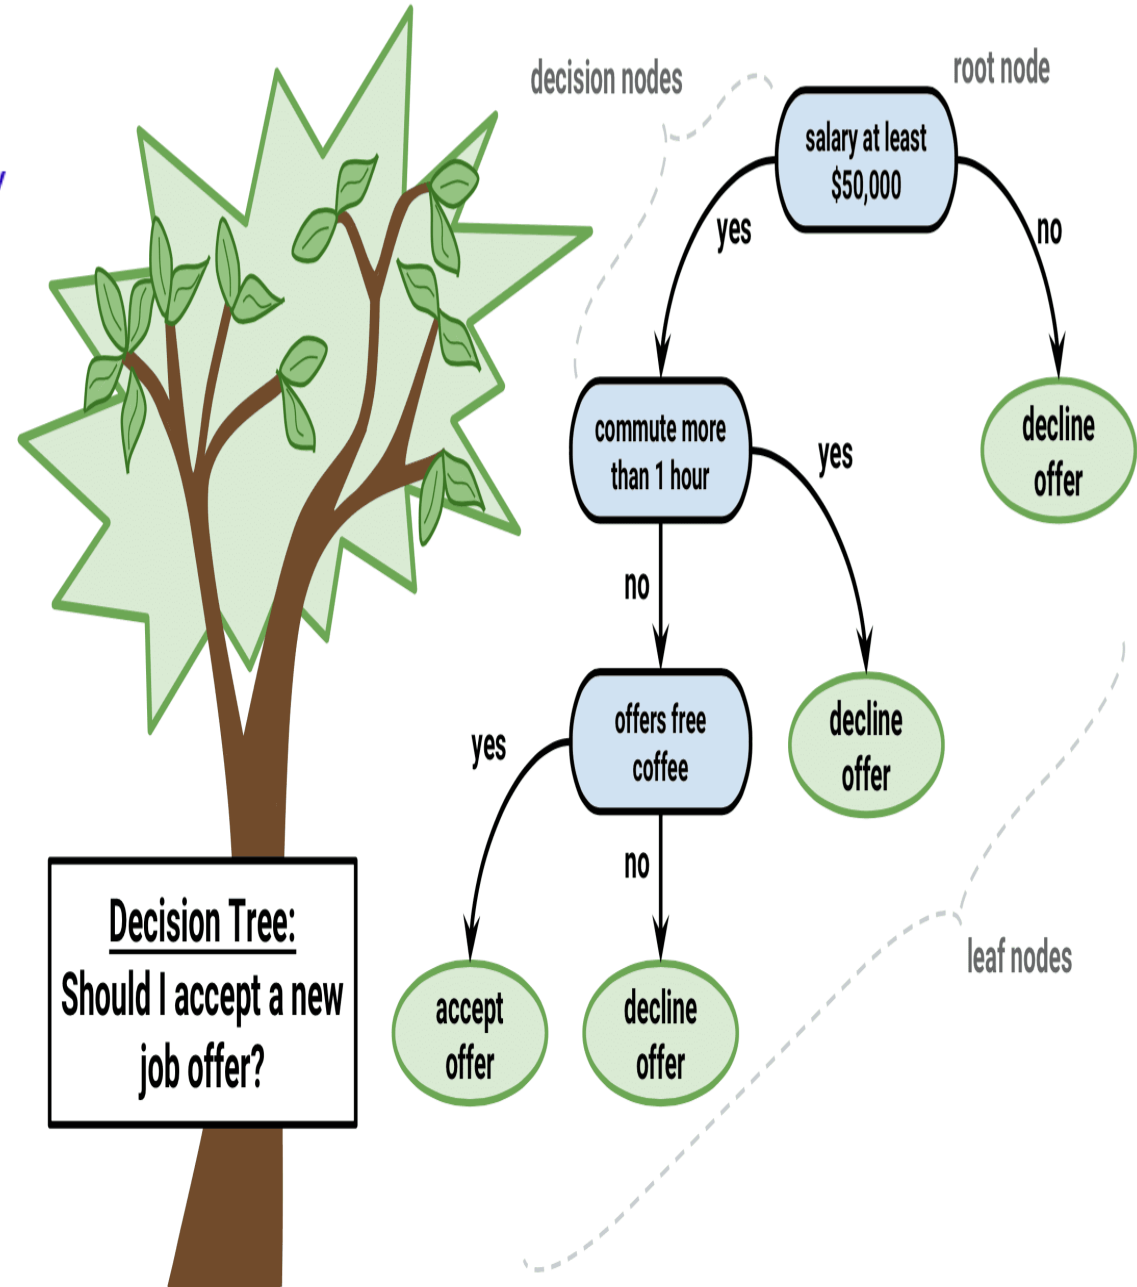 decision nodes
root node
salary at least
$50,000
yes
no
commute more
than 1 hour
yes
decline
offer
no
offers free
coffee
decline
offer
yes
no
Decision Tree:
Should I accept a new
job offer?
accept
offer
decline
offer
leaf nodes